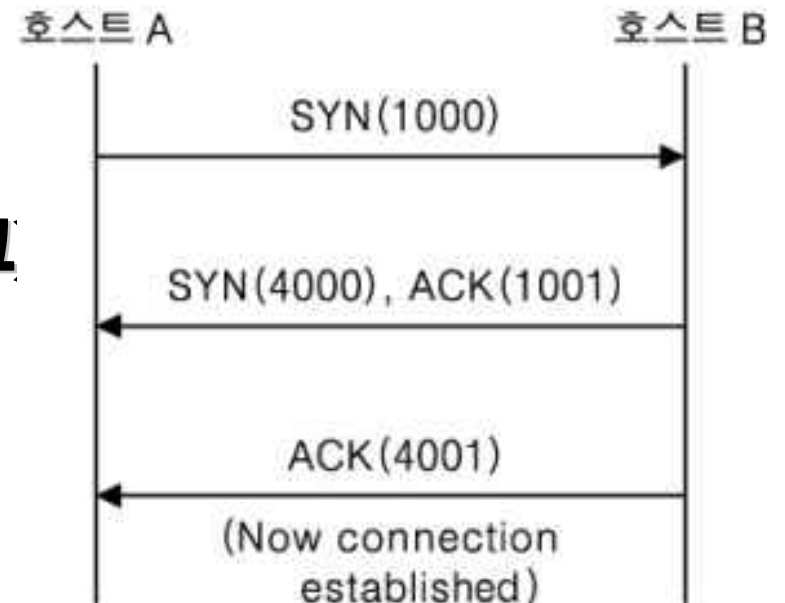 호스트 A 호스트 B
SYN(1000)
SYN(4000), ACK(1001)
ACK(4001)
(Now connection
established)